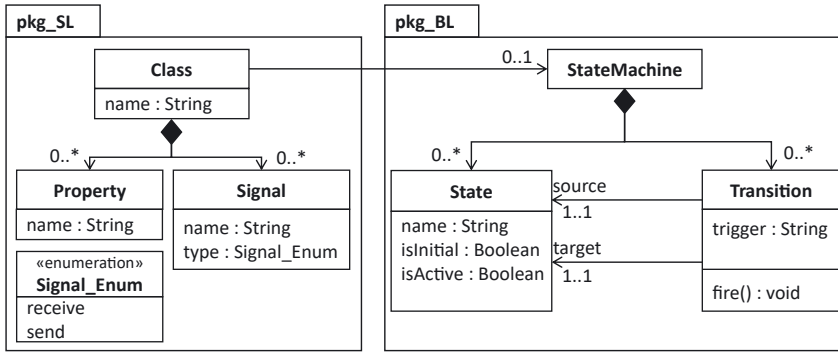 pkg_SL
Class
name : String
0..*
0..*
Property
name : String
Signal
name : String
type : Signal_Enum
«enumeration»
Signal_Enum
receive
send
pkg_BL
0..1
StateMachine
0..*
0..*
State
name : String
isInitial : Boolean
isActive : Boolean
source
1..1
target
1..1
Transition
trigger : String
fire() : void